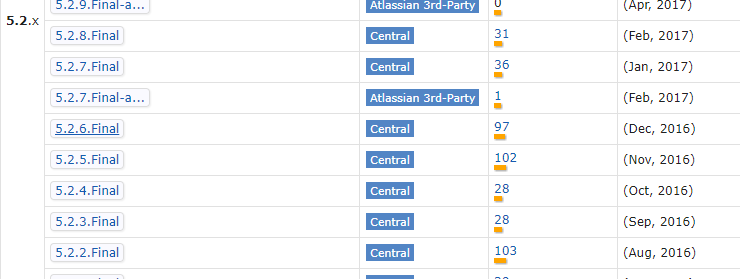 5.2.9.Final-a... Atlassian 3rd-Party 0 (Apr, 2017)
5.2.x
5.2.8.Final Central 31 (Feb, 2017)
5.2.7.Final Central 36 (Jan, 2017)
5.2.7.Final-a... Atlassian 3rd-Party 1 (Feb, 2017)
5.2.6.Final Central 97 (Dec, 2016)
5.2.5.Final Central 102 (Nov, 2016)
5.2.4.Final Central 28 (Oct, 2016)
5.2.3.Final Central 28 (Sep, 2016)
5.2.2.Final Central 103 (Aug, 2016)